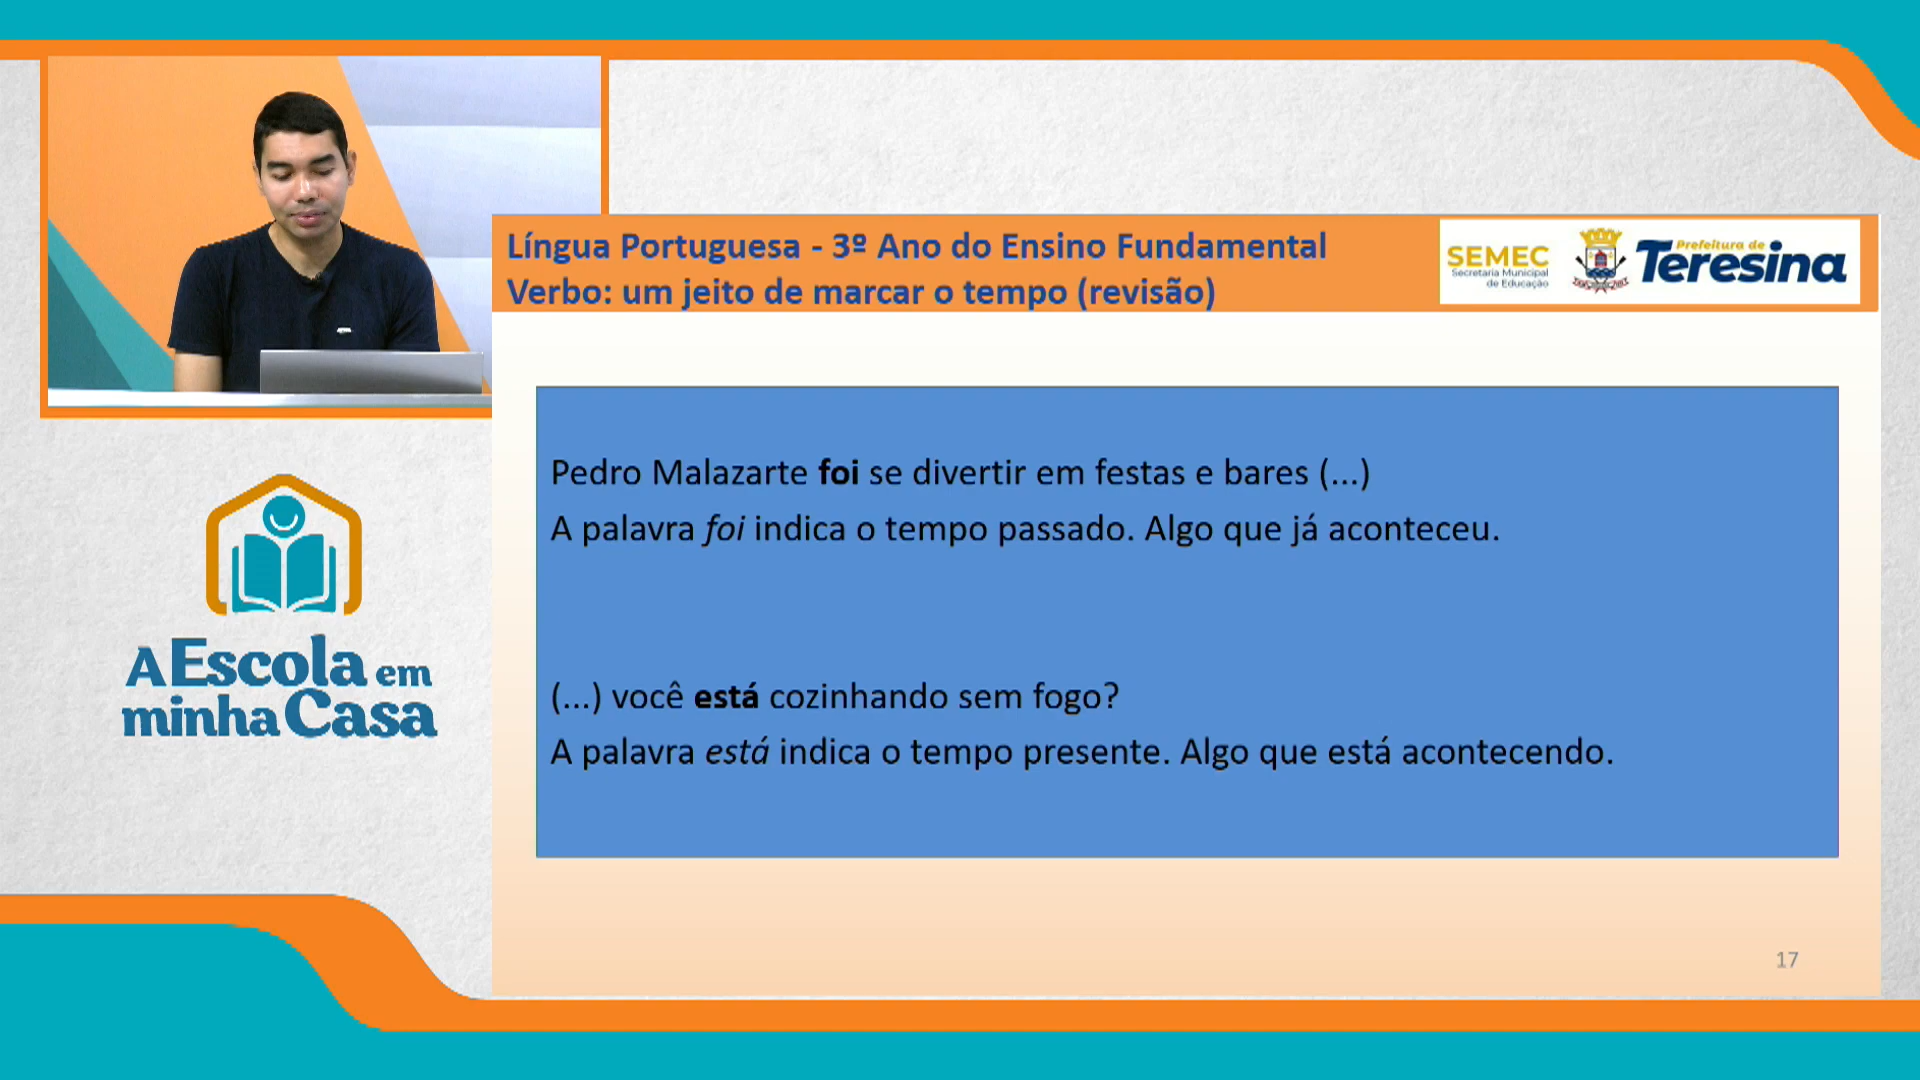 Língua Portuguesa - 3º Ano do Ensino Fundamental
Verbo: um jeito de marcar o tempo (revisão)
SEMEC
Secretaria Municipal
de Educação
Prefeitura de
Teresina
Pedro Malazarte foi se divertir em festas e bares (...)
A palavra foi indica o tempo passado. Algo que já aconteceu.
(...) você está cozinhando sem fogo?
A palavra está indica o tempo presente. Algo que está acontecendo.
A Escola em
minha Casa
17